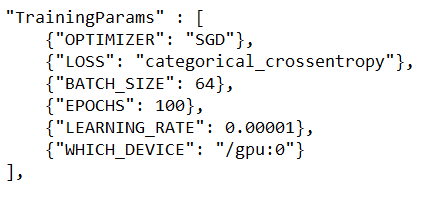 "TrainingParams" : [
    {"OPTIMIZER": "SGD"},
    {"LOSS": "categorical_crossentropy"},
    {"BATCH_SIZE": 64},
    {"EPOCHS": 100},
    {"LEARNING_RATE": 0.00001},
    {"WHICH_DEVICE": "/gpu:0"}
],